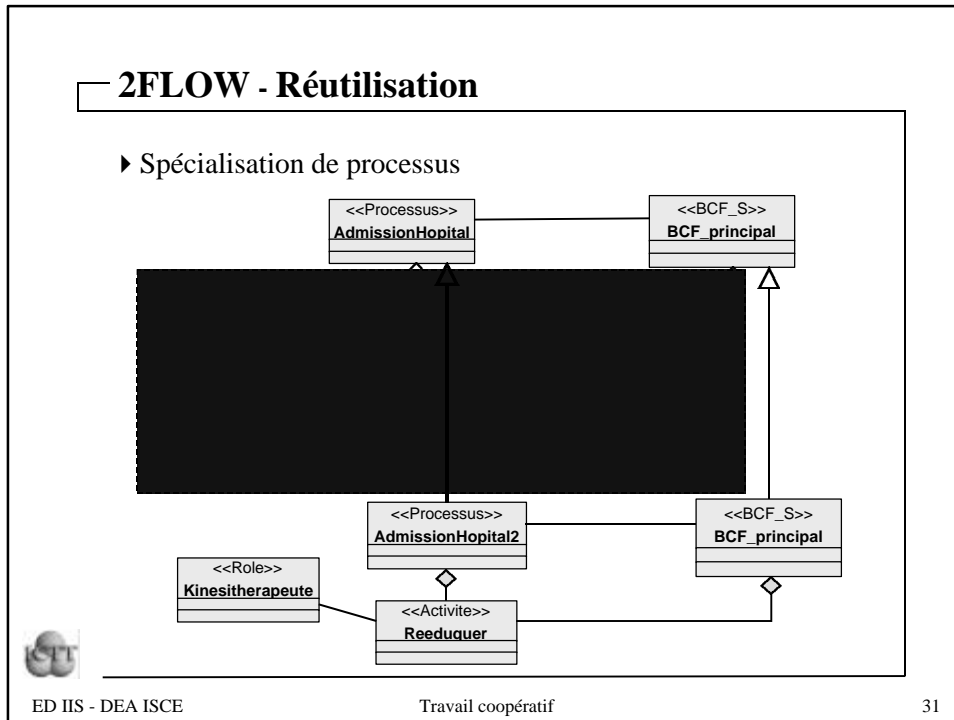 2FLOW - Réutilisation
Spécialisation de processus
<<Processus>>
AdmissionHopital
<<BCF_S>>
BCF_principal
<<Processus>>
AdmissionHopital2
<<BCF_S>>
BCF_principal
<<Role>>
Kinesitherapeute
<<Activite>>
Reeduquer
ICTT
ED IIS - DEA ISCE
Travail coopératif
31